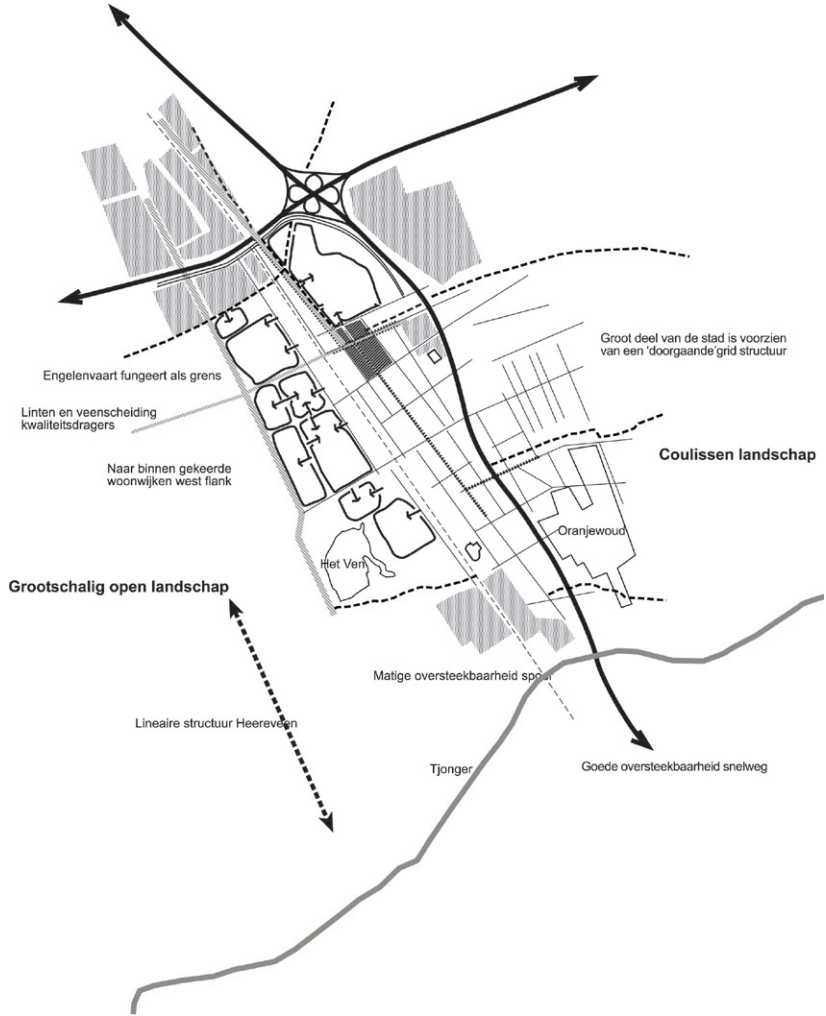 Groot deel van de stad is voorzien
van een 'doorgaande'grid structuur
Engelenvaart fungeert als grens
Linten en veenscheiding
kwaliteitsdragers
Coulissen landschap
Naar binnen gekeerde
woonwijken west flank
Oranjewoud
Het Ven
Grootschalig open landschap
Matige oversteekbaarheid spoor
Lineaire structuur Heereveen
Tjonger
Goede oversteekbaarheid snelweg